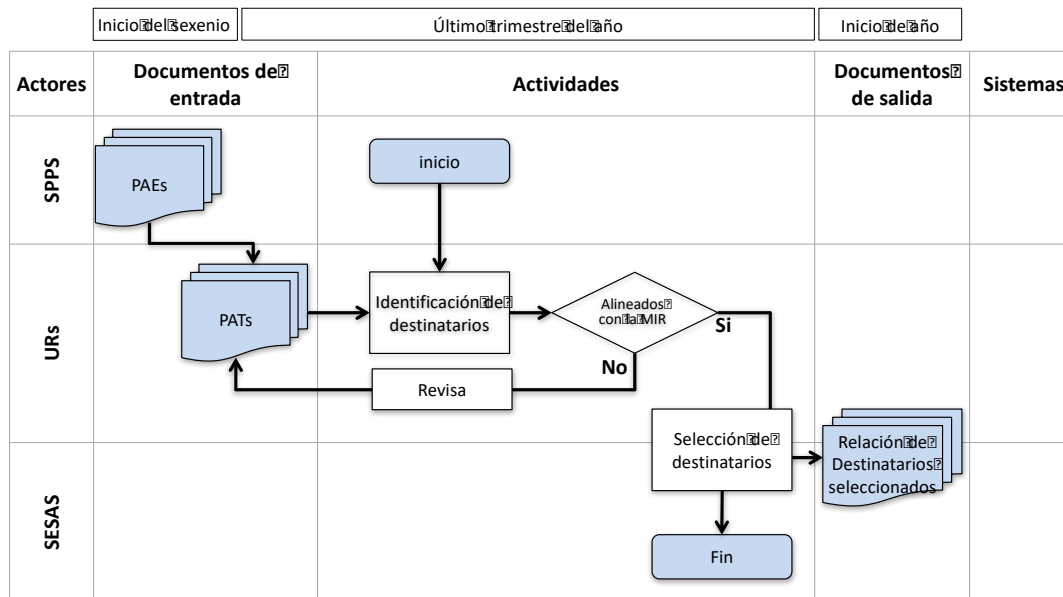 Inicio del sexenio
Último trimestre del año
Inicio de año
Actores
Documentos de
entrada
Actividades
Documentos
de salida
Sistemas
SPPS
PAEs
inicio
URs
PATs
Identificación de
destinatarios
Alineados
con la MIR
Si
No
Revisa
Selección de
destinatarios
Relación de
Destinatarios
seleccionados
SESAS
Fin